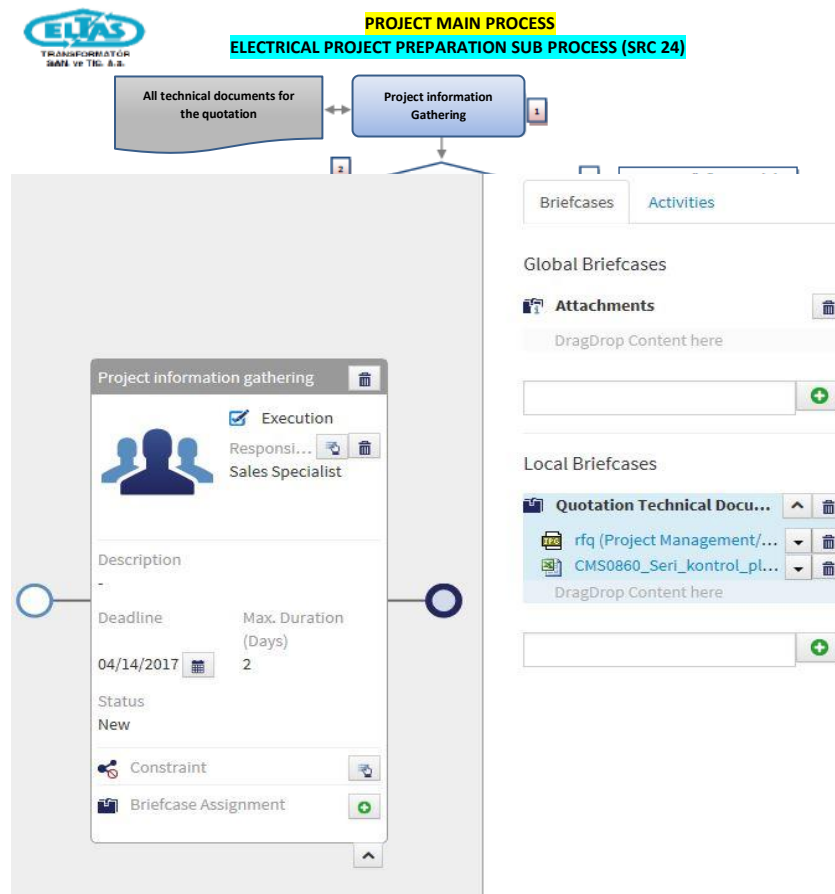 ELTAŞ
TRANSFORMATÖR
SAN. ve TİC. A.Ş.
PROJECT MAIN PROCESS
ELECTRICAL PROJECT PREPARATION SUB PROCESS (SRC 24)
All technical documents for
the quotation
Project information
Gathering
1
2
Briefcases
Activities
Global Briefcases
Attachments
DragDrop Content here
Local Briefcases
Quotation Technical Docu...
rfq (Project Management/...
CMS0860_Seri_kontrol_pl...
DragDrop Content here
Project information gathering
Execution
Responsi...
Sales Specialist
Description
-
Deadline
Max. Duration
(Days)
04/14/2017
2
Status
New
Constraint
Briefcase Assignment